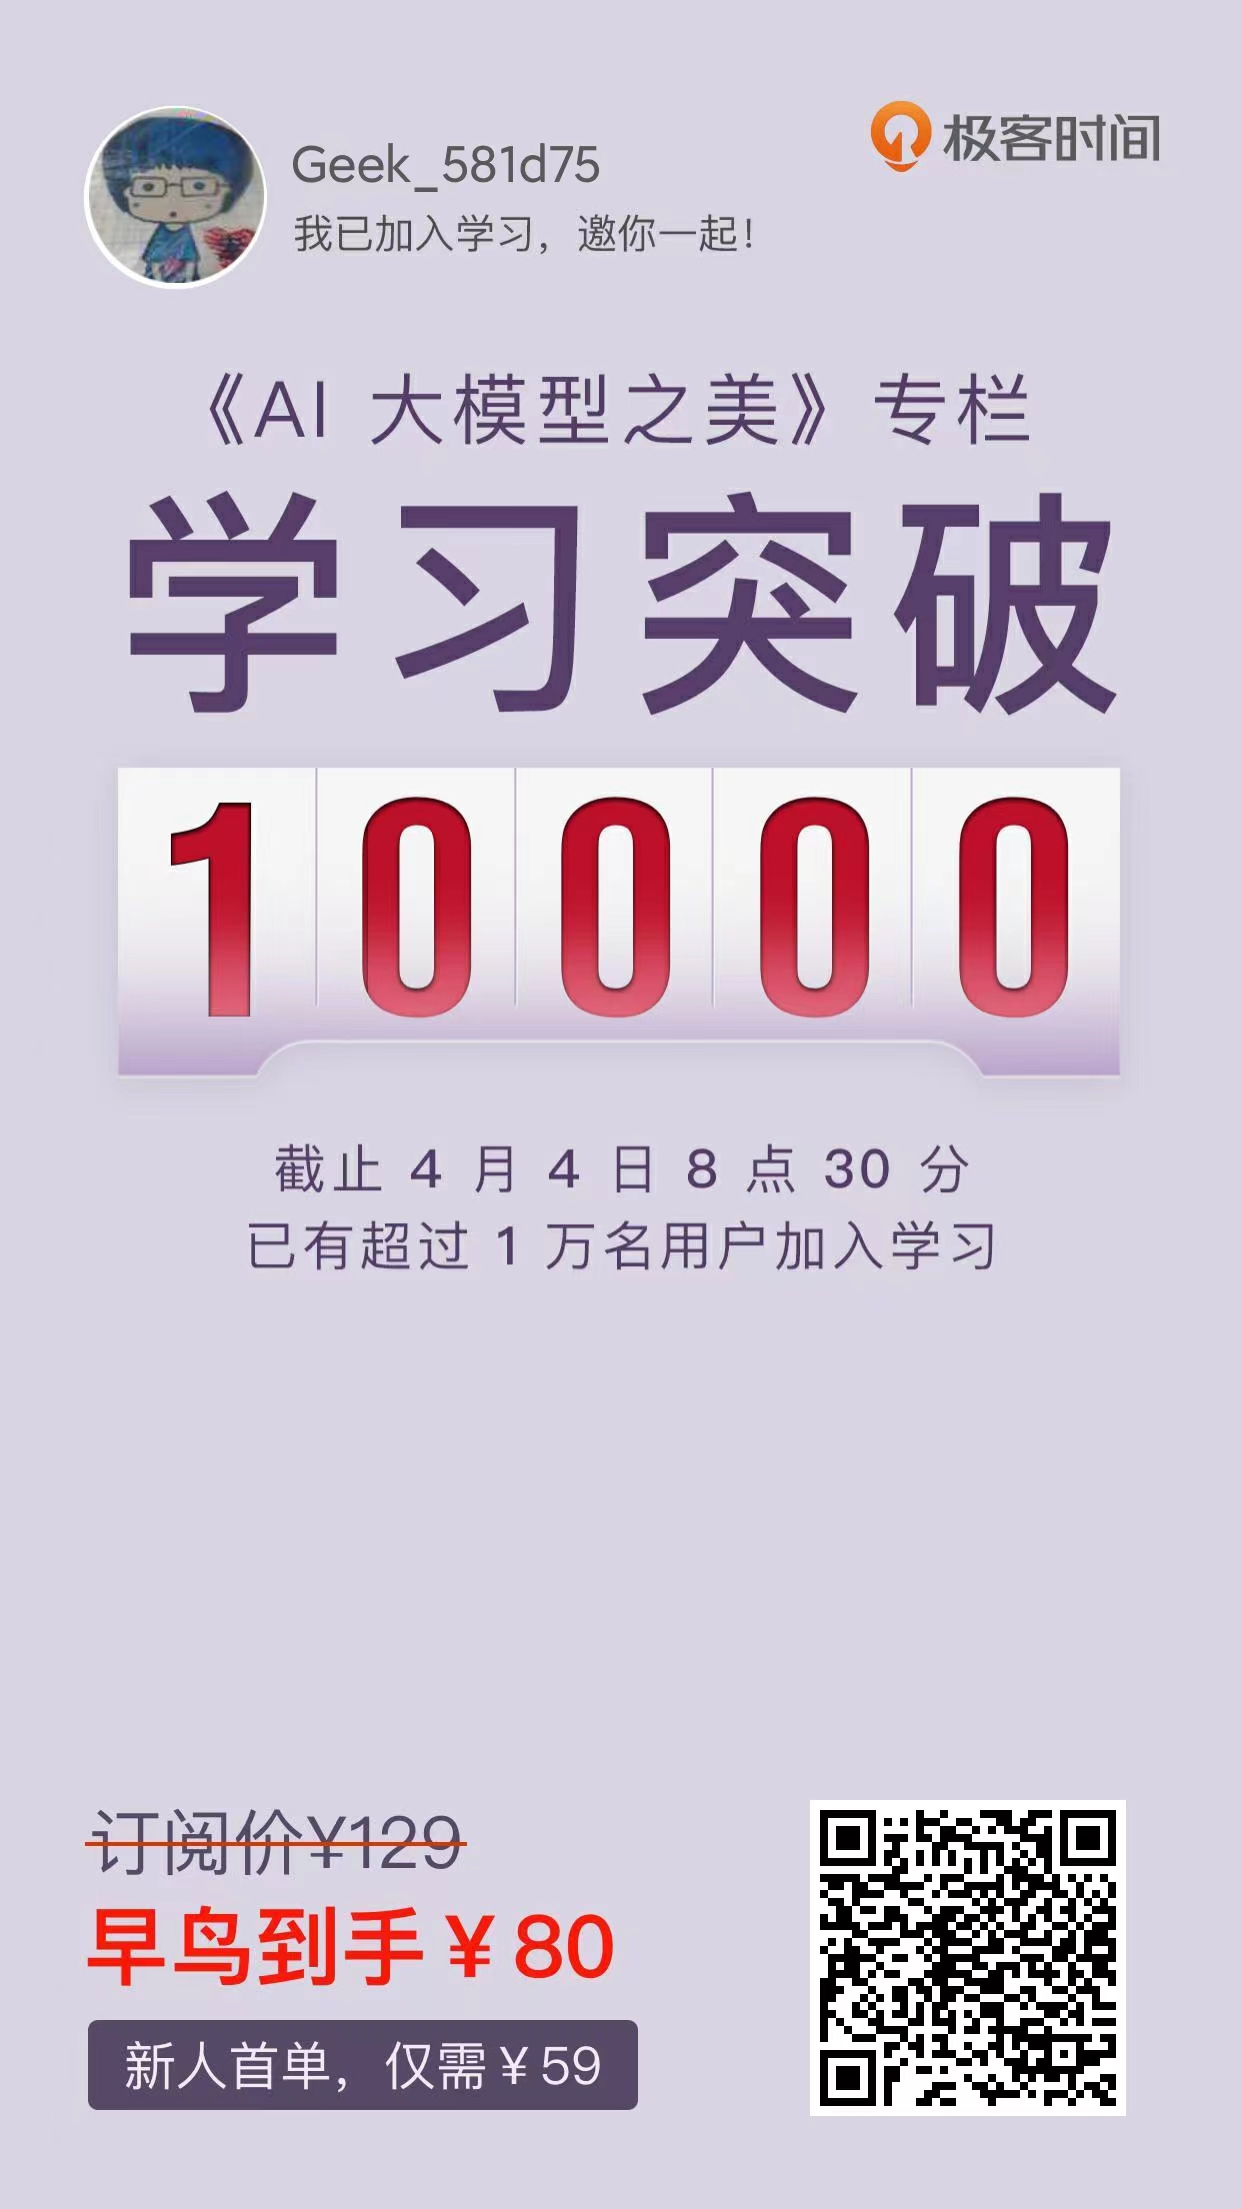 Geek_581d75
极客时间
我已加入学习，邀你一起！
《AI 大模型之美》专栏
学习突破
10000
截止 4 月 4 日 8 点 30 分
已有超过 1 万名用户加入学习
订阅价¥129
早鸟到手¥80
新人首单，仅需¥59